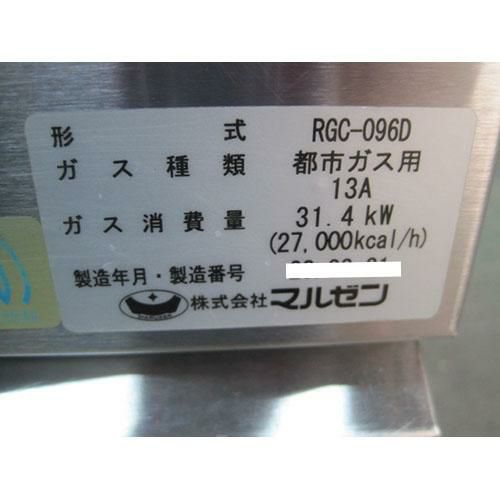 形式 RGC-096D
ガス種類 都市ガス用
13A
ガス消費量 31.4 kW
(27,000kcal/h)
製造年月・製造番号
株式会社 マルゼン